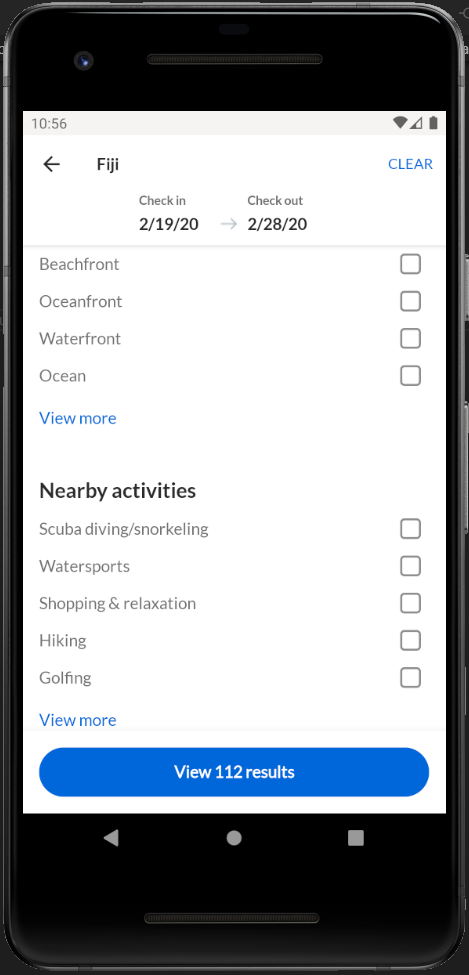 10:56
Fiji
CLEAR
Check in
Check out
2/19/20
2/28/20
Beachfront
Oceanfront
Waterfront
Ocean
View more
Nearby activities
Scuba diving/snorkeling
Watersports
Shopping & relaxation
Hiking
Golfing
View more
View 112 results